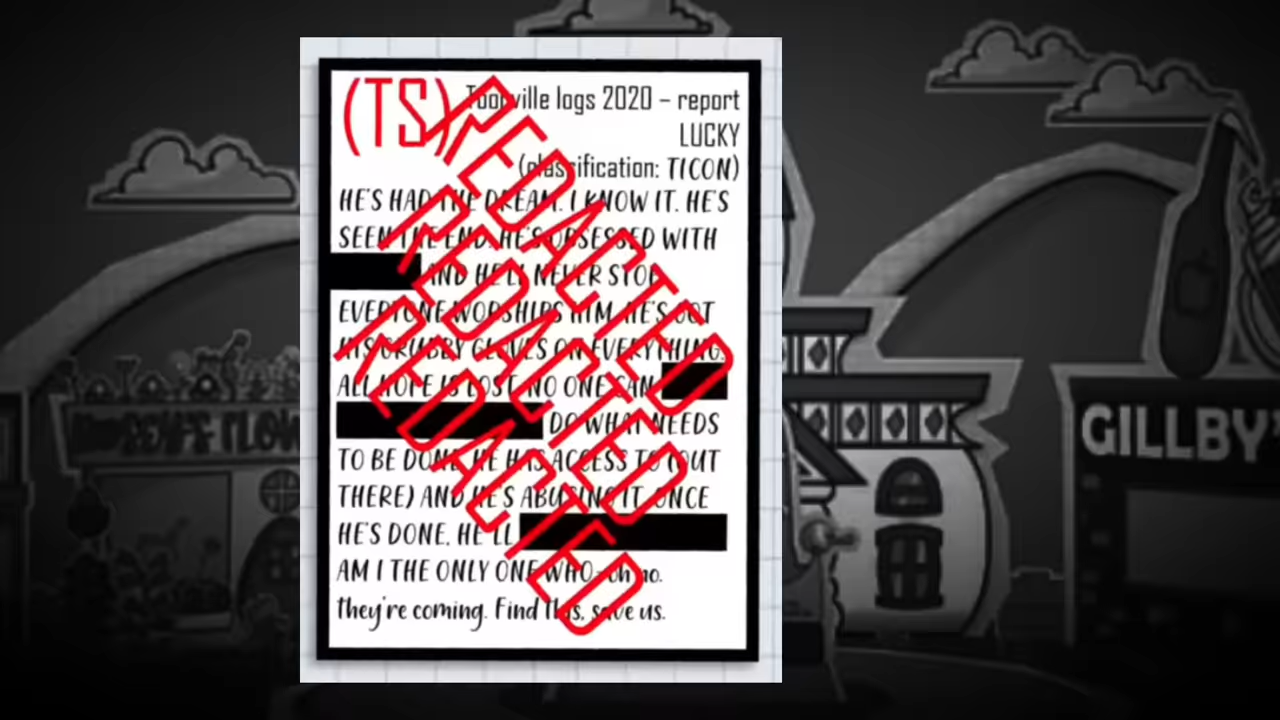 (TS) Toonville logs 2020 – report
LUCKY
(classification: TICON)
HE'S HAD THE DREAM. I KNOW IT. HE'S
SEEN THE END. HE'S OBSESSED WITH
AND HE'LL NEVER STOP.
EVERYONE WORSHIPS HIM. HE'S GOT
HIS GRUBBY GLOVES ON EVERYTHING.
ALL HOPE IS LOST. NO ONE CAN
DO WHAT NEEDS
TO BE DONE. HE HAS ACCESS TO (OUT
THERE) AND HE'S ABUSING IT. ONCE
HE'S DONE, HE'LL
AM I THE ONLY ONE WHO- oh no.
they're coming. Find this, save us.
REDACTED
REDACTED
REDACTED
GILLBY'